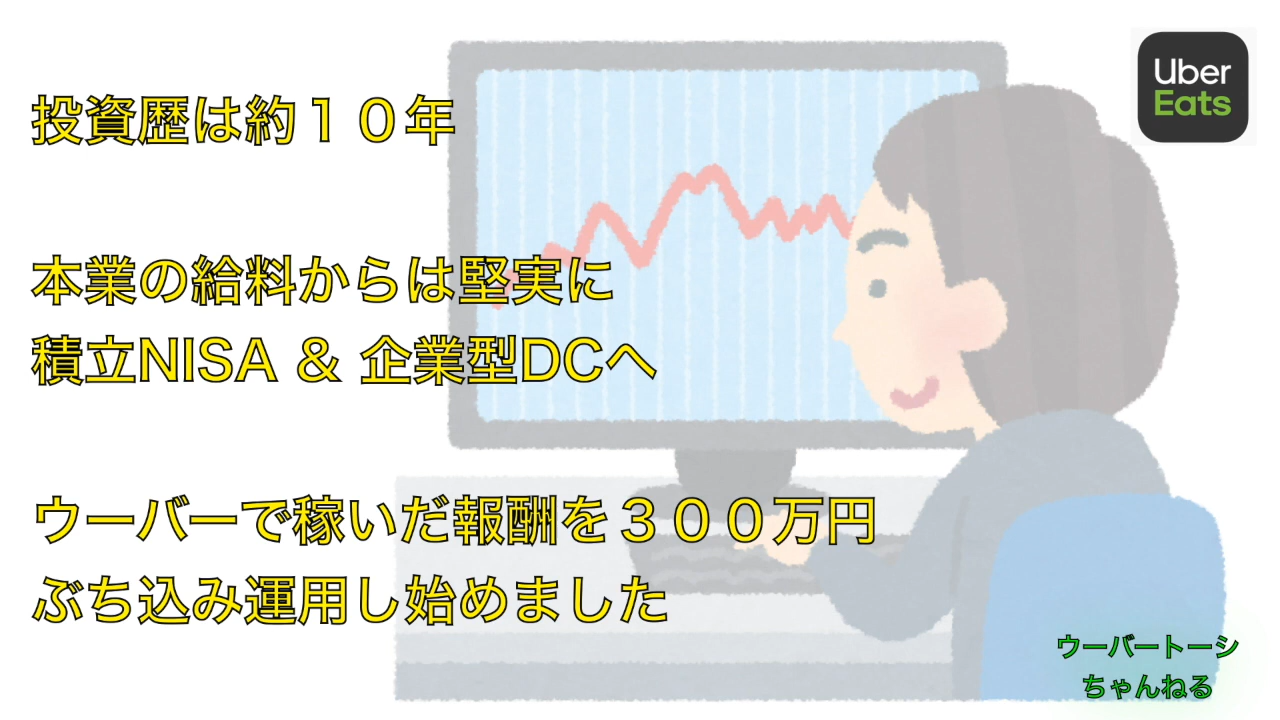 投資歴は約１０年
本業の給料からは堅実に
積立NISA ＆ 企業型DCへ
ウーバーで稼いだ報酬を３００万円
ぶち込み運用し始めました
Uber
Eats
ウーバートーシ
ちゃんねる